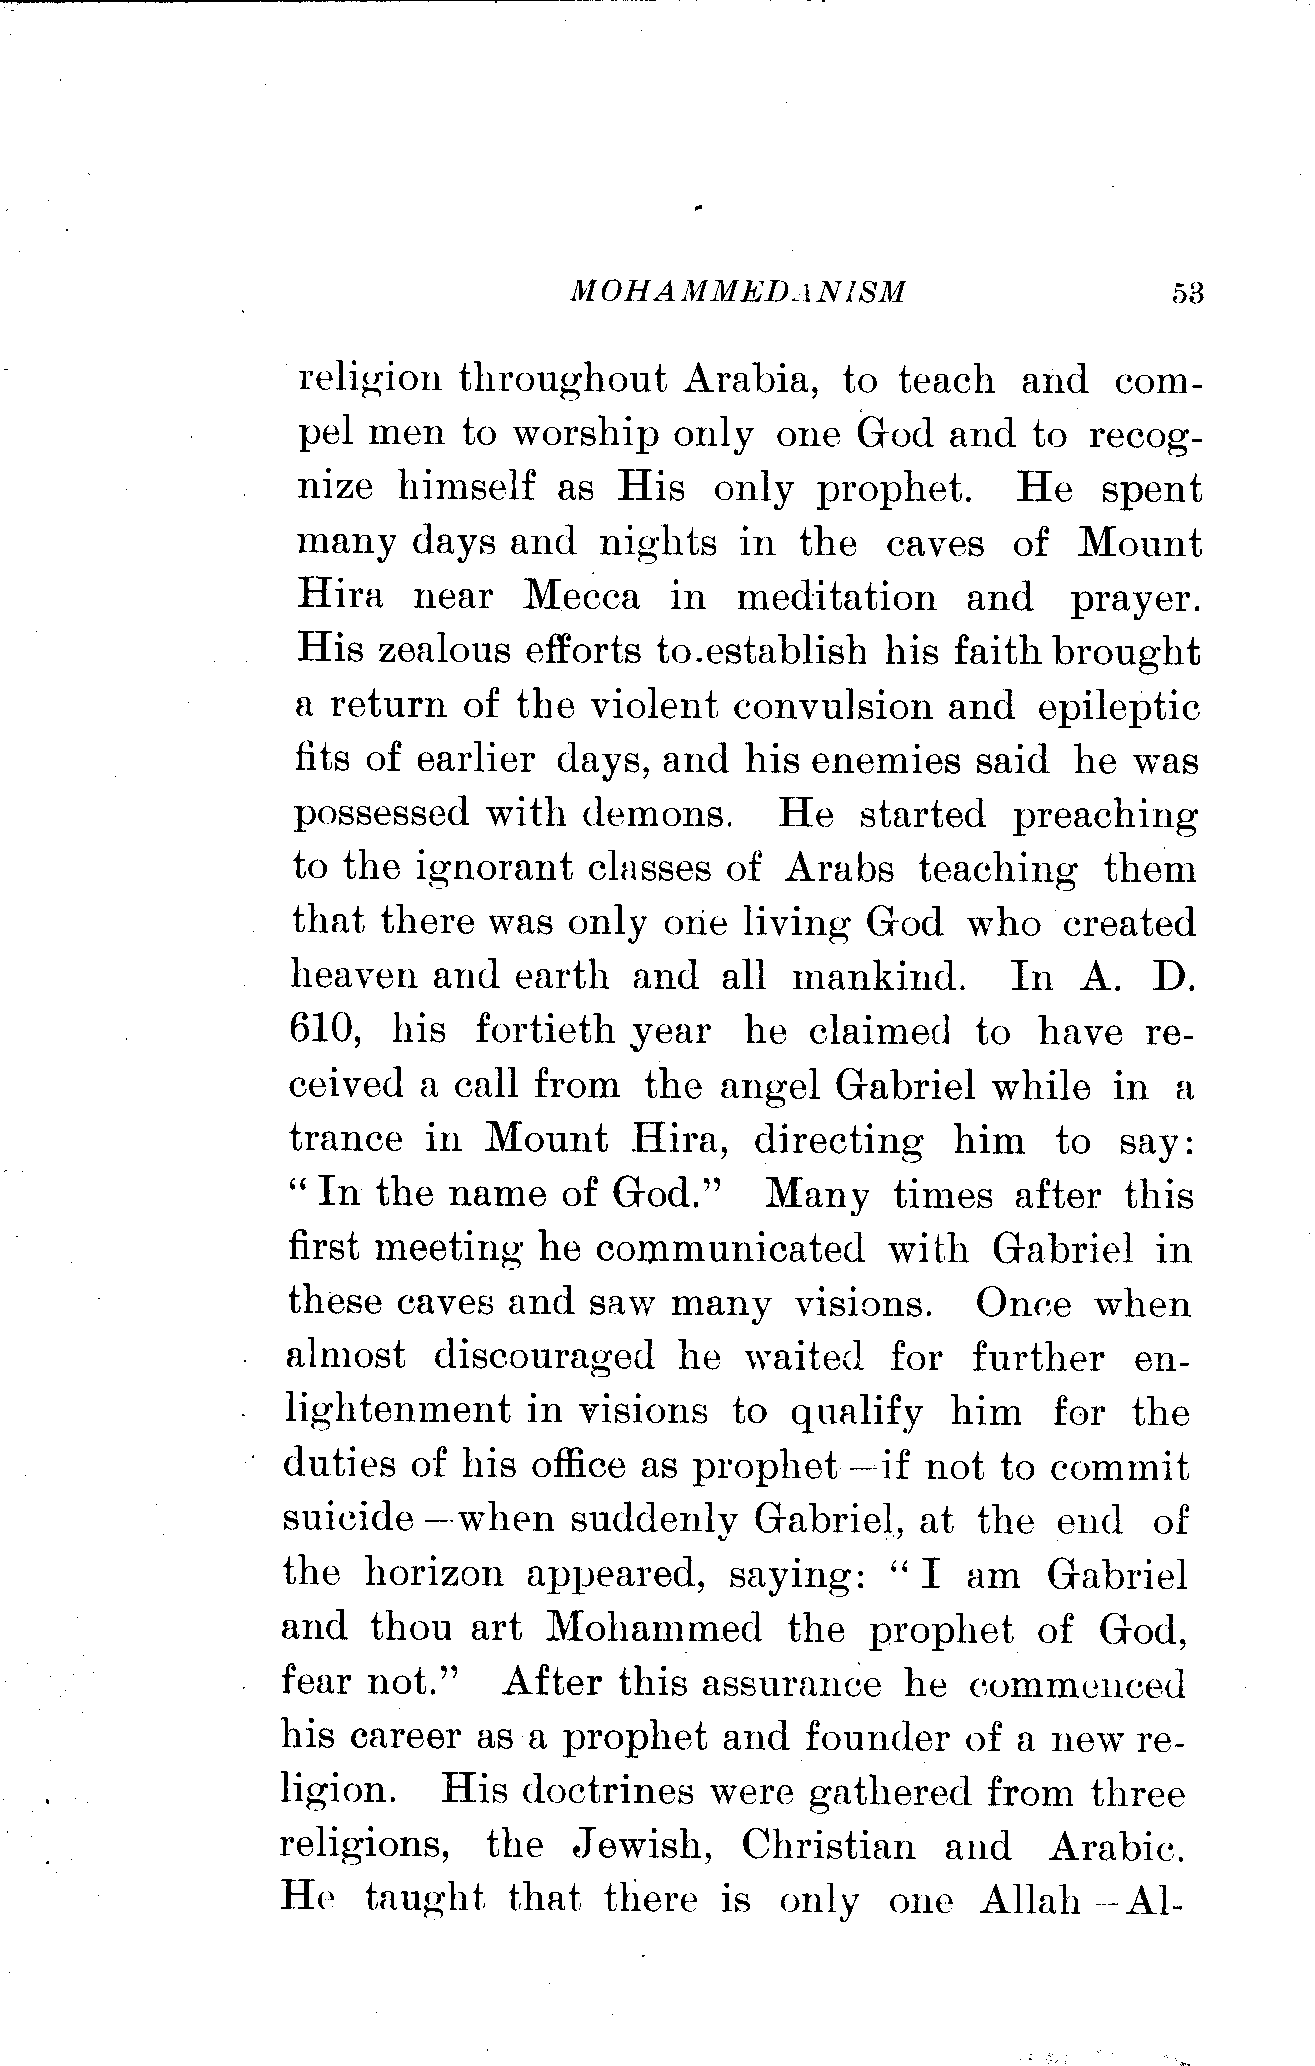 MOHAMMEDANISM 53
religion throughout Arabia, to teach and com-
pel men to worship only one God and to recog-
nize himself as His only prophet. He spent
many days and nights in the caves of Mount
Hira near Mecca in meditation and prayer.
His zealous efforts to.establish his faith brought
a return of the violent convulsion and epileptic
fits of earlier days, and his enemies said he was
possessed with demons. He started preaching
to the ignorant classes of Arabs teaching them
that there was only one living God who created
heaven and earth and all mankind. In A. D.
610, his fortieth year he claimed to have re-
ceived a call from the angel Gabriel while in a
trance in Mount Hira, directing him to say:
“ In the name of God.” Many times after this
first meeting he communicated with Gabriel in
these caves and saw many visions. Once when
almost discouraged he waited for further en-
lightenment in visions to qualify him for the
duties of his office as prophet—if not to commit
suicide—when suddenly Gabriel, at the end of
the horizon appeared, saying: “ I am Gabriel
and thou art Mohammed the prophet of God,
fear not.” After this assurance he commenced
his career as a prophet and founder of a new re-
ligion. His doctrines were gathered from three
religions, the Jewish, Christian and Arabic.
He taught that there is only one Allah—Al-